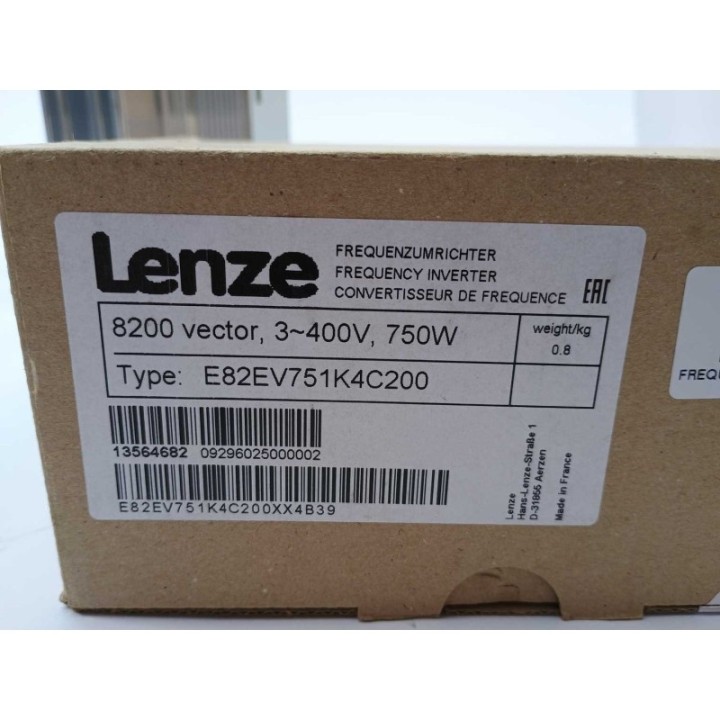 Lenze
FREQUENZUMRICHTER
FREQUENCY INVERTER
CONVERTISSEUR DE FREQUENCE
EAC
8200 vector, 3~400V, 750W
weight/kg
0.8
Type: E82EV751K4C200
13564682 09296025000002
E82EV751K4C200XX4B39
Lenze
Hans-Lenze-Straße 1
D-31855 Aerzen
Made in France
FREQU